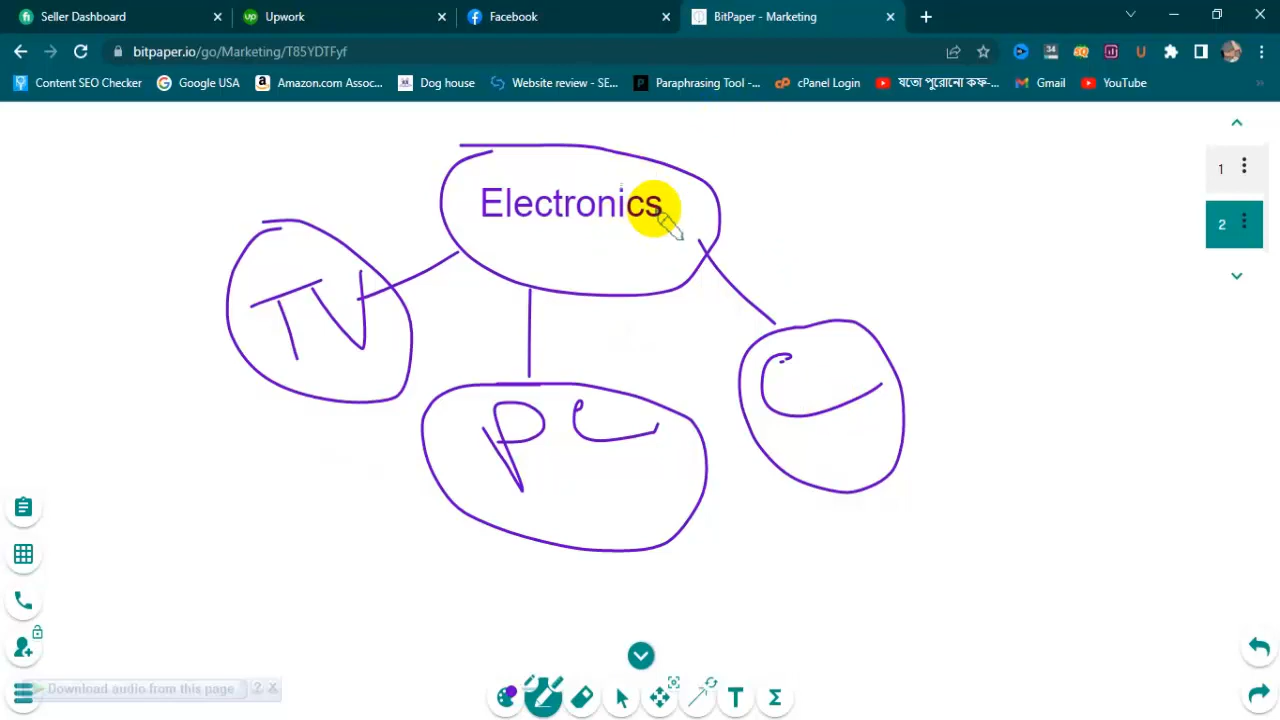 Seller Dashboard
Upwork
Facebook
BitPaper - Marketing
bitpaper.io/go/Marketing/T85YDTFyf
34
Content SEO Checker
Google USA
Amazon.com Assoc...
Dog house
Website review - SE...
Paraphrasing Tool -...
cPanel Login
যতো পুরোনো কফ-...
Gmail
YouTube
1
2
Electronics
TV
PC
C
Download audio from this page
?
T
Σ